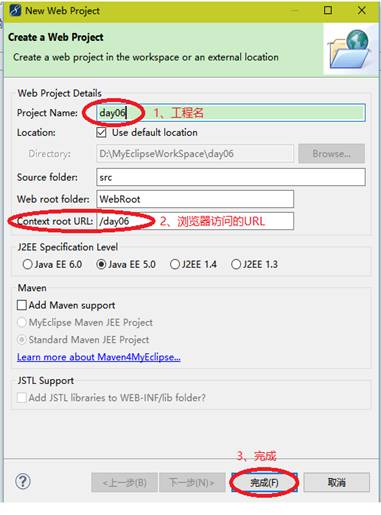 New Web Project
Create a Web Project
Create a web project in the workspace or an external location
Web Project Details
Project Name: day06 1、工程名
Location: Use default location
Directory: D:\MyEclipseWorkSpace\day06 Browse...
Source folder: src
Web root folder: WebRoot
Context root URL: /day06 2、浏览器访问的URL
J2EE Specification Level
Java EE 6.0 Java EE 5.0 J2EE 1.4 J2EE 1.3
Maven
Add Maven support
MyEclipse Maven JEE Project
Standard Maven JEE Project
Learn more about Maven4MyEclipse...
JSTL Support
Add JSTL libraries to WEB-INF/lib folder?
3、完成
? <上一步(B) 下一步(N)> 完成(F) 取消